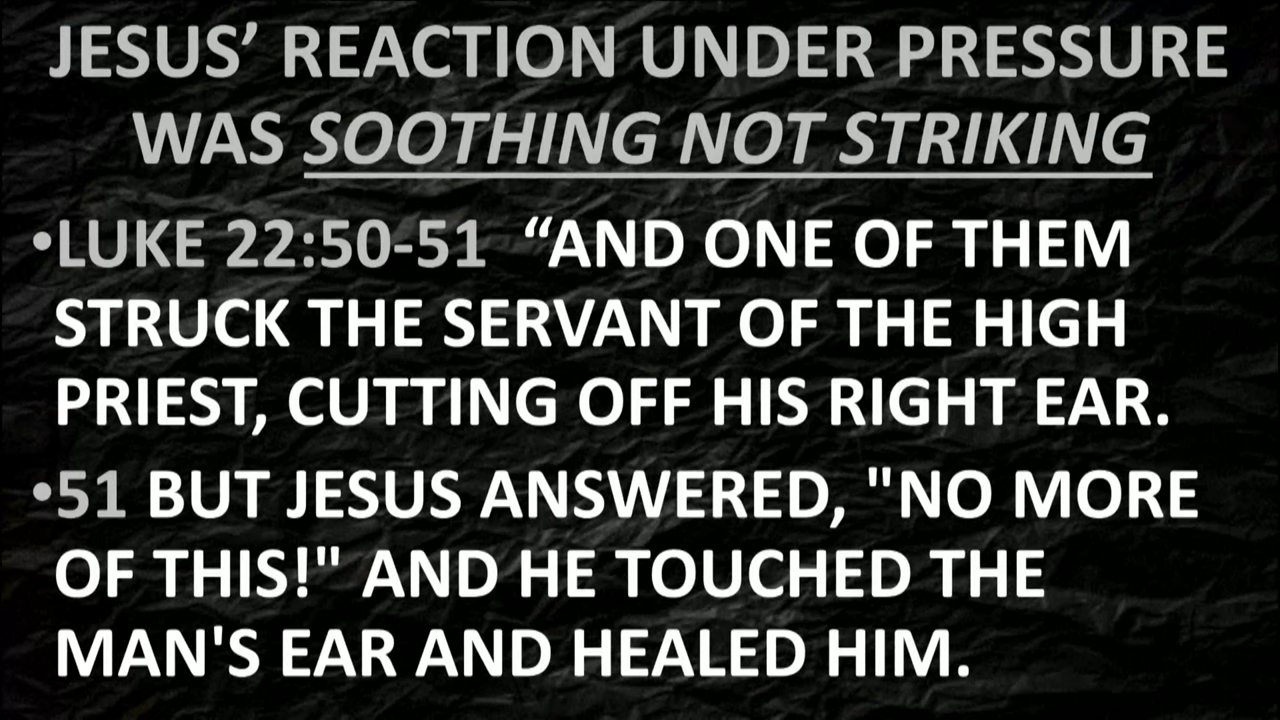 JESUS’ REACTION UNDER PRESSURE
WAS SOOTHING NOT STRIKING
•LUKE 22:50-51 “AND ONE OF THEM
STRUCK THE SERVANT OF THE HIGH
PRIEST, CUTTING OFF HIS RIGHT EAR.
•51 BUT JESUS ANSWERED, "NO MORE
OF THIS!" AND HE TOUCHED THE
MAN'S EAR AND HEALED HIM.